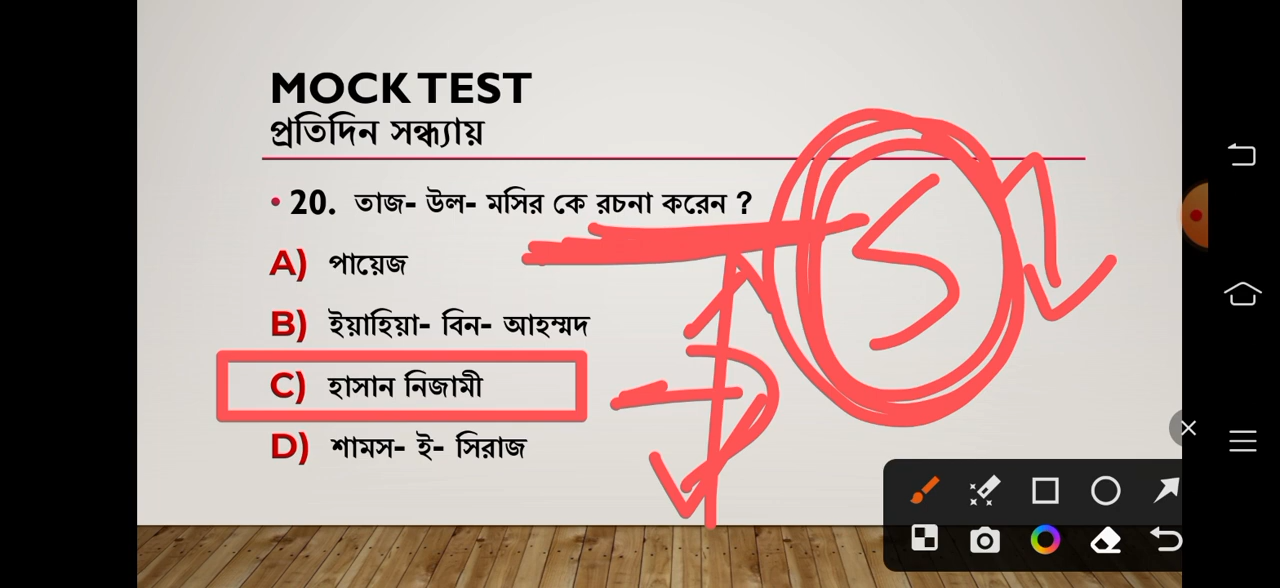 MOCK TEST
প্রতিদিন সন্ধ্যায়
• 20. তাজ- উল- মসির কে রচনা করেন ?
A) পায়েজ
B) ইয়াহিয়া- বিন- আহম্মদ
C) হাসান নিজামী
D) শামস- ই- সিরাজ